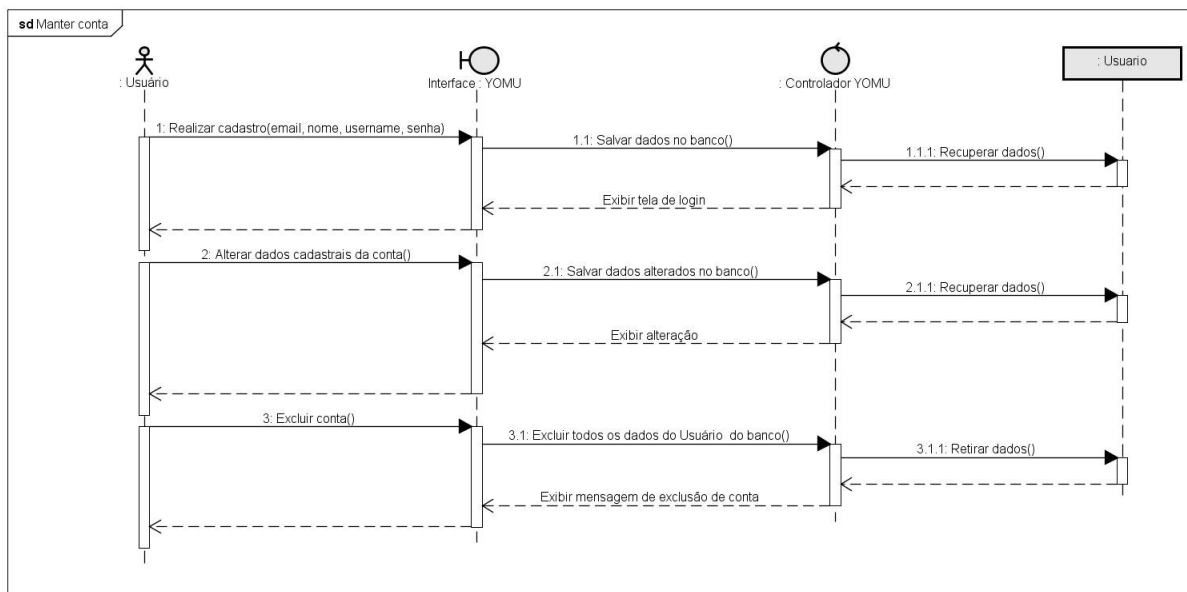 sd Manter conta
: Usuário
Interface : YOMU
: Controlador YOMU
: Usuario
1: Realizar cadastro(email, nome, username, senha)
1.1: Salvar dados no banco()
1.1.1: Recuperar dados()
Exibir tela de login
2: Alterar dados cadastrais da conta()
2.1: Salvar dados alterados no banco()
2.1.1: Recuperar dados()
Exibir alteração
3: Excluir conta()
3.1: Excluir todos os dados do Usuário do banco()
3.1.1: Retirar dados()
Exibir mensagem de exclusão de conta